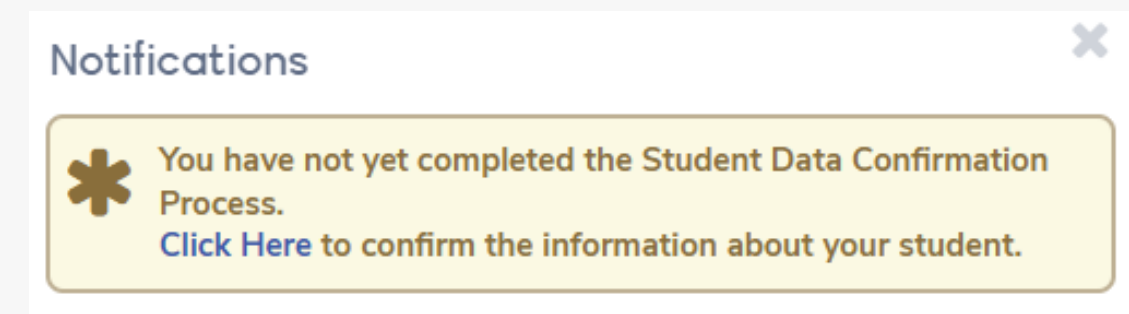 Notifications
You have not yet completed the Student Data Confirmation
Process.
Click Here to confirm the information about your student.